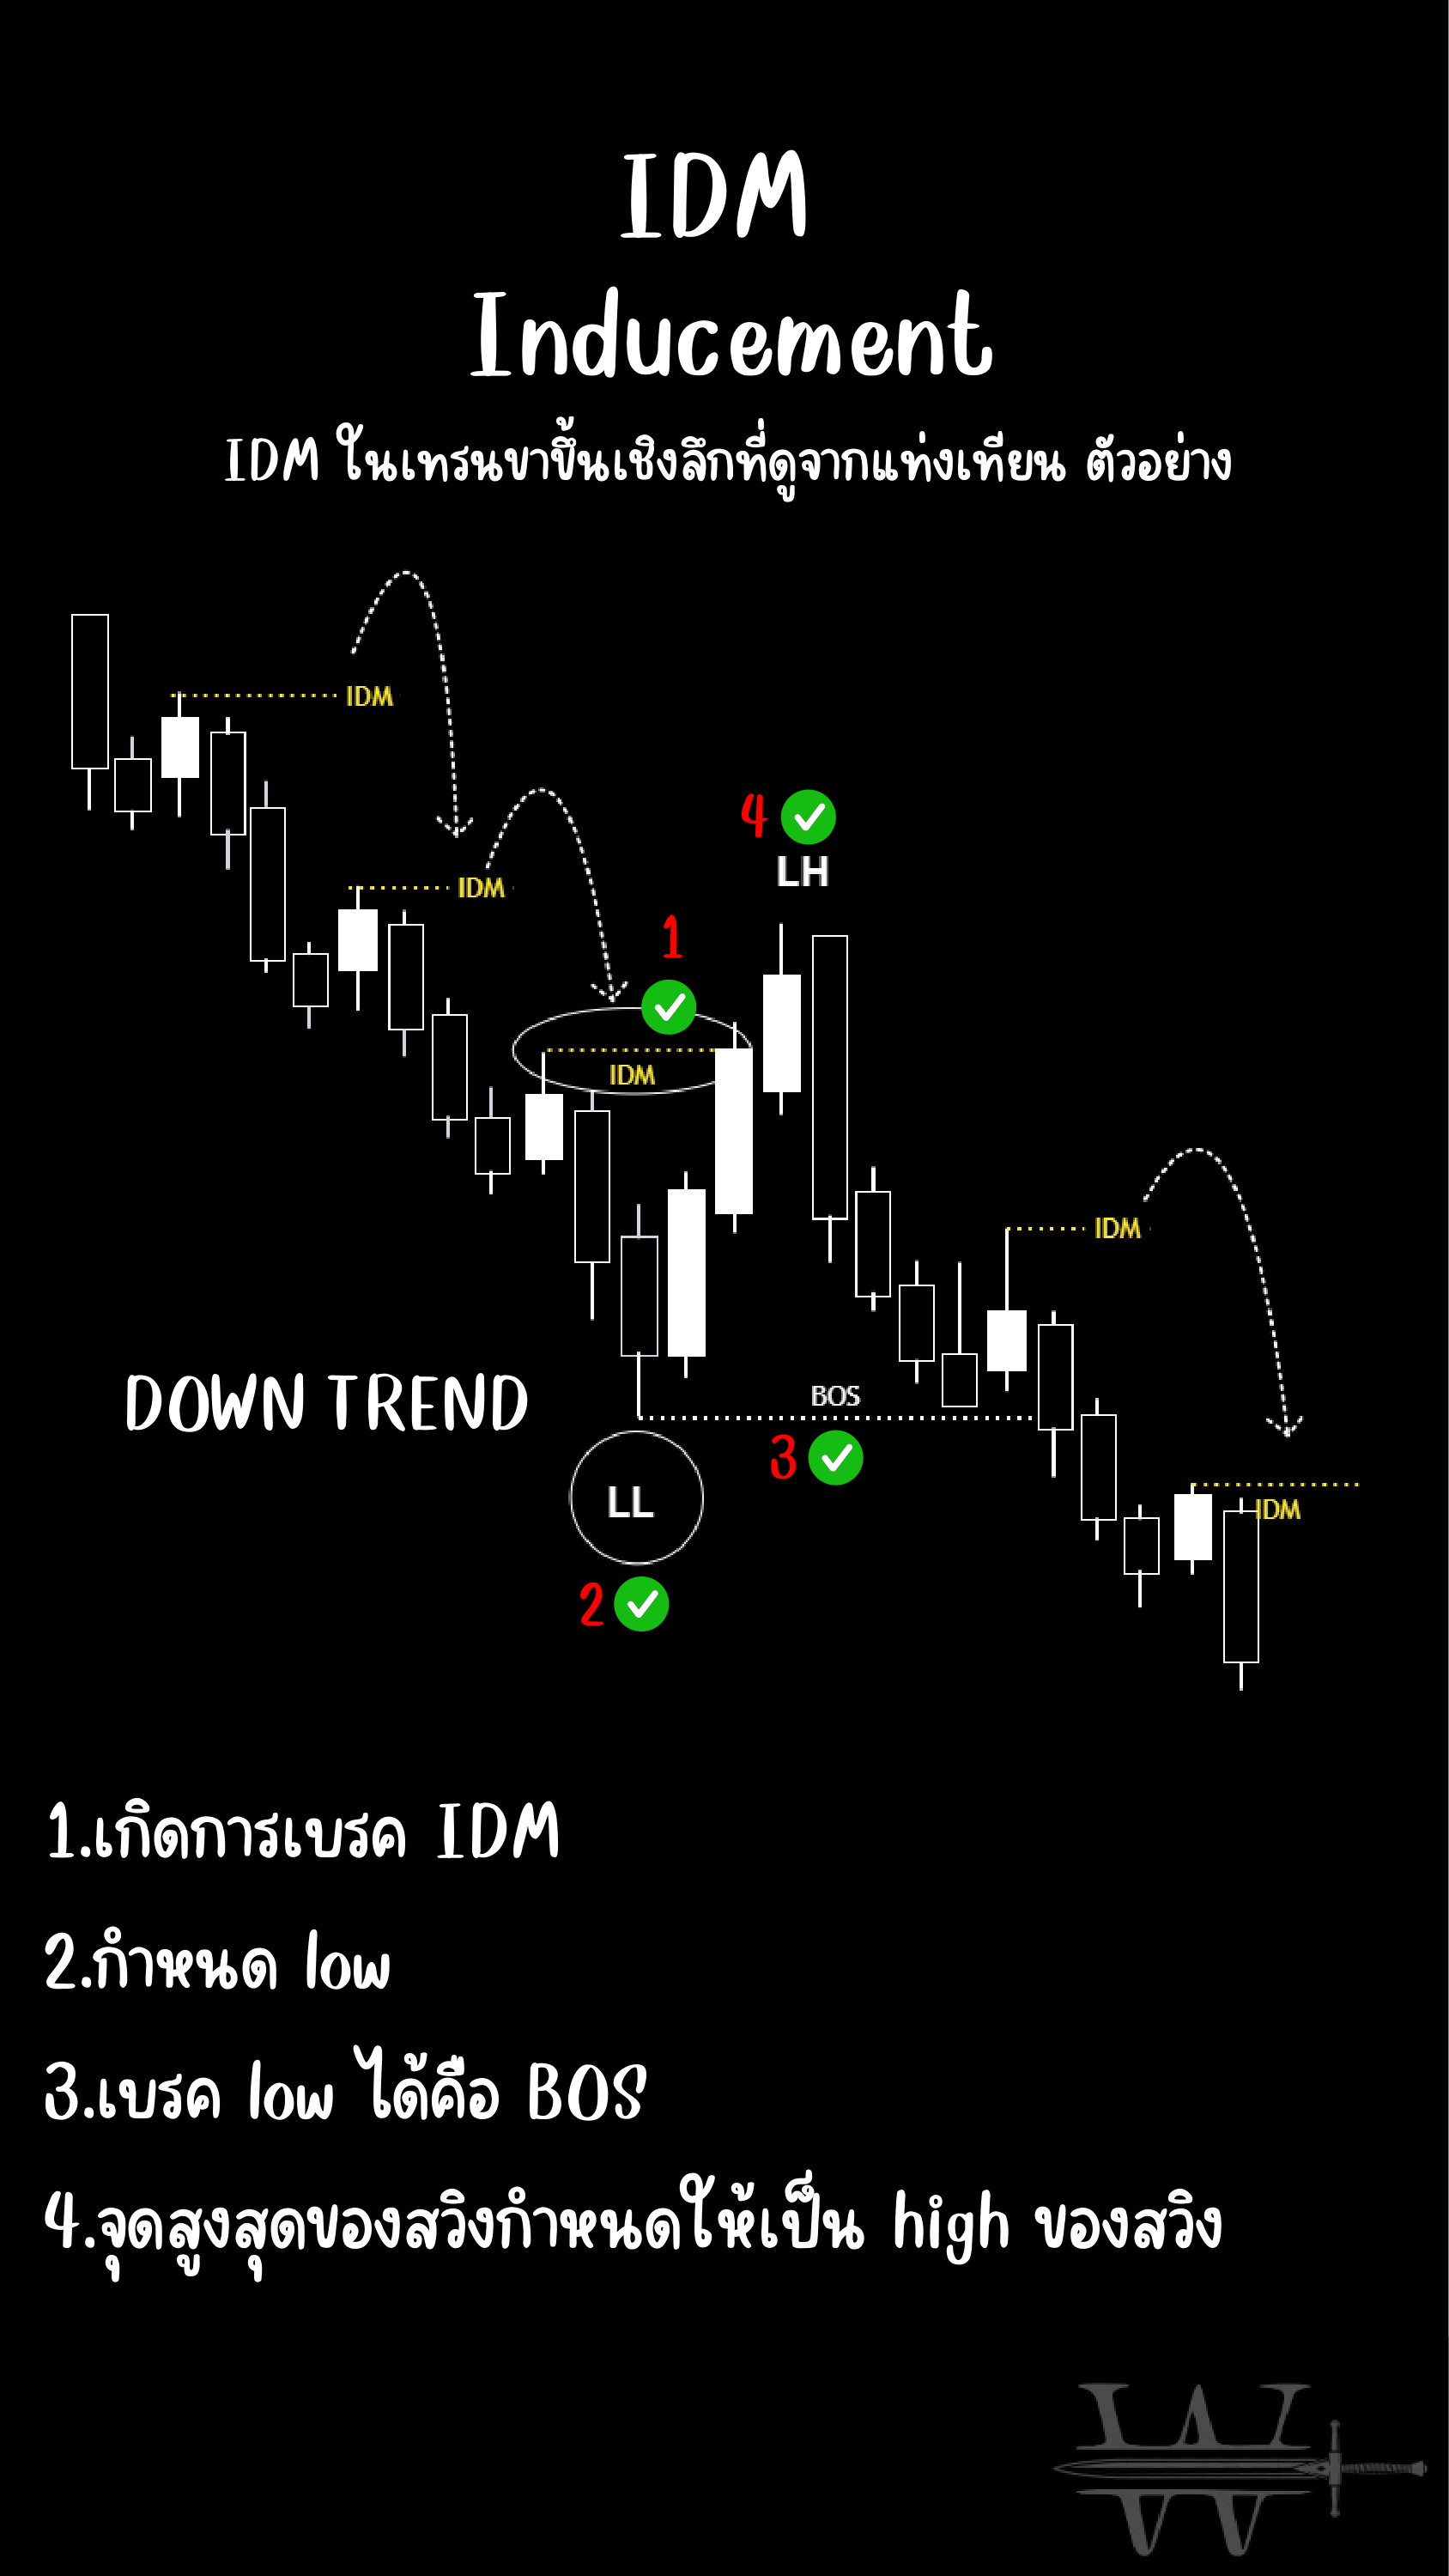 IDM
Inducement
IDM ในเทรนขาขึ้นเชิงลึกที่ดูจากแท่งเทียน ตัวอย่าง
IDM
4
LH
IDM
1
IDM
IDM
DOWN TREND
BOS
3
LL
IDM
2
1.เกิดการเบรค IDM
2.กำหนด low
3.เบรค low ได้คือ BOS
4.จุดสูงสุดของสวิงกำหนดให้เป็น high ของสวิง
W